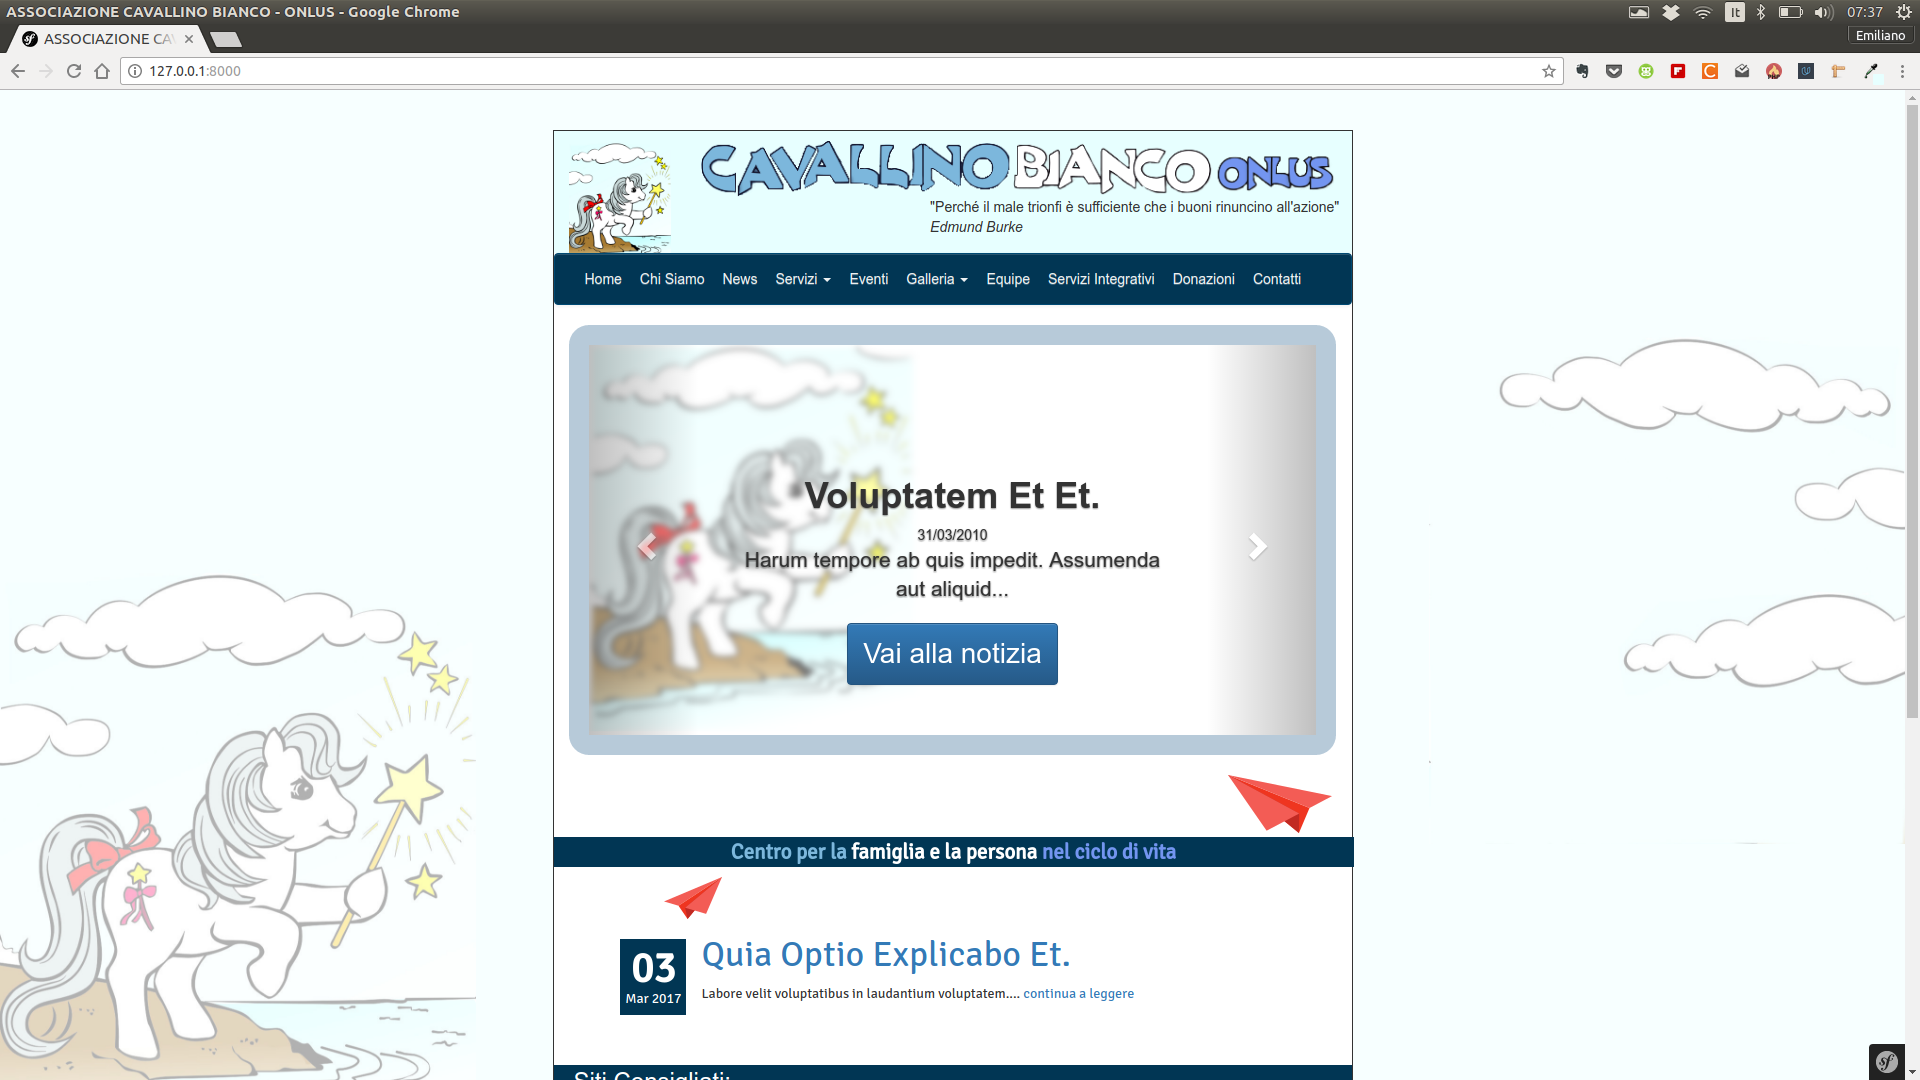 ASSOCIAZIONE CAVALLINO BIANCO - ONLUS - Google Chrome
It
07:37
ASSOCIAZIONE CA
Emiliano
127.0.0.1:8000
CAVALLINO BIANCO ONLUS
"Perché il male trionfi è sufficiente che i buoni rinuncino all'azione"
Edmund Burke
Home Chi Siamo News Servizi Eventi Galleria Equipe Servizi Integrativi Donazioni Contatti
Voluptatem Et Et.
31/03/2010
Harum tempore ab quis impedit. Assumenda
aut aliquid...
Vai alla notizia
Centro per la famiglia e la persona nel ciclo di vita
03
Mar 2017
Quia Optio Explicabo Et.
Labore velit voluptatibus in laudantium voluptatem.... continua a leggere
Siti Consigliati: